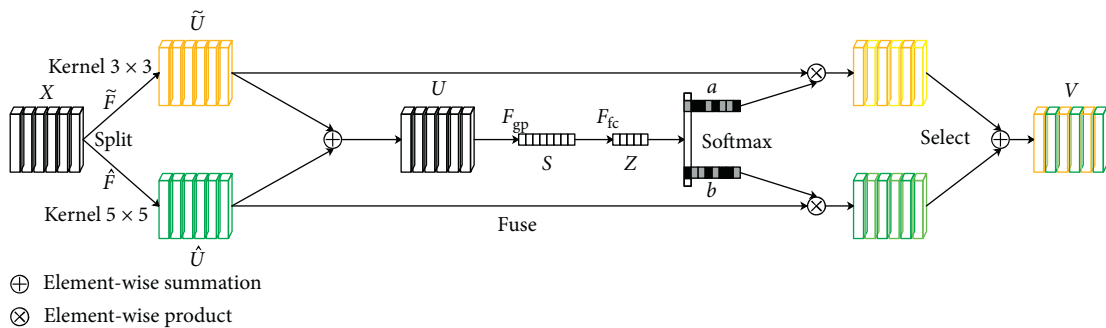 Ũ
Kernel 3 × 3
X
F̃
Split
F̂
Kernel 5 × 5
Û
U
F_gp
S
F_fc
Z
a
Softmax
b
Fuse
Select
V
⊕ Element-wise summation
⊗ Element-wise product